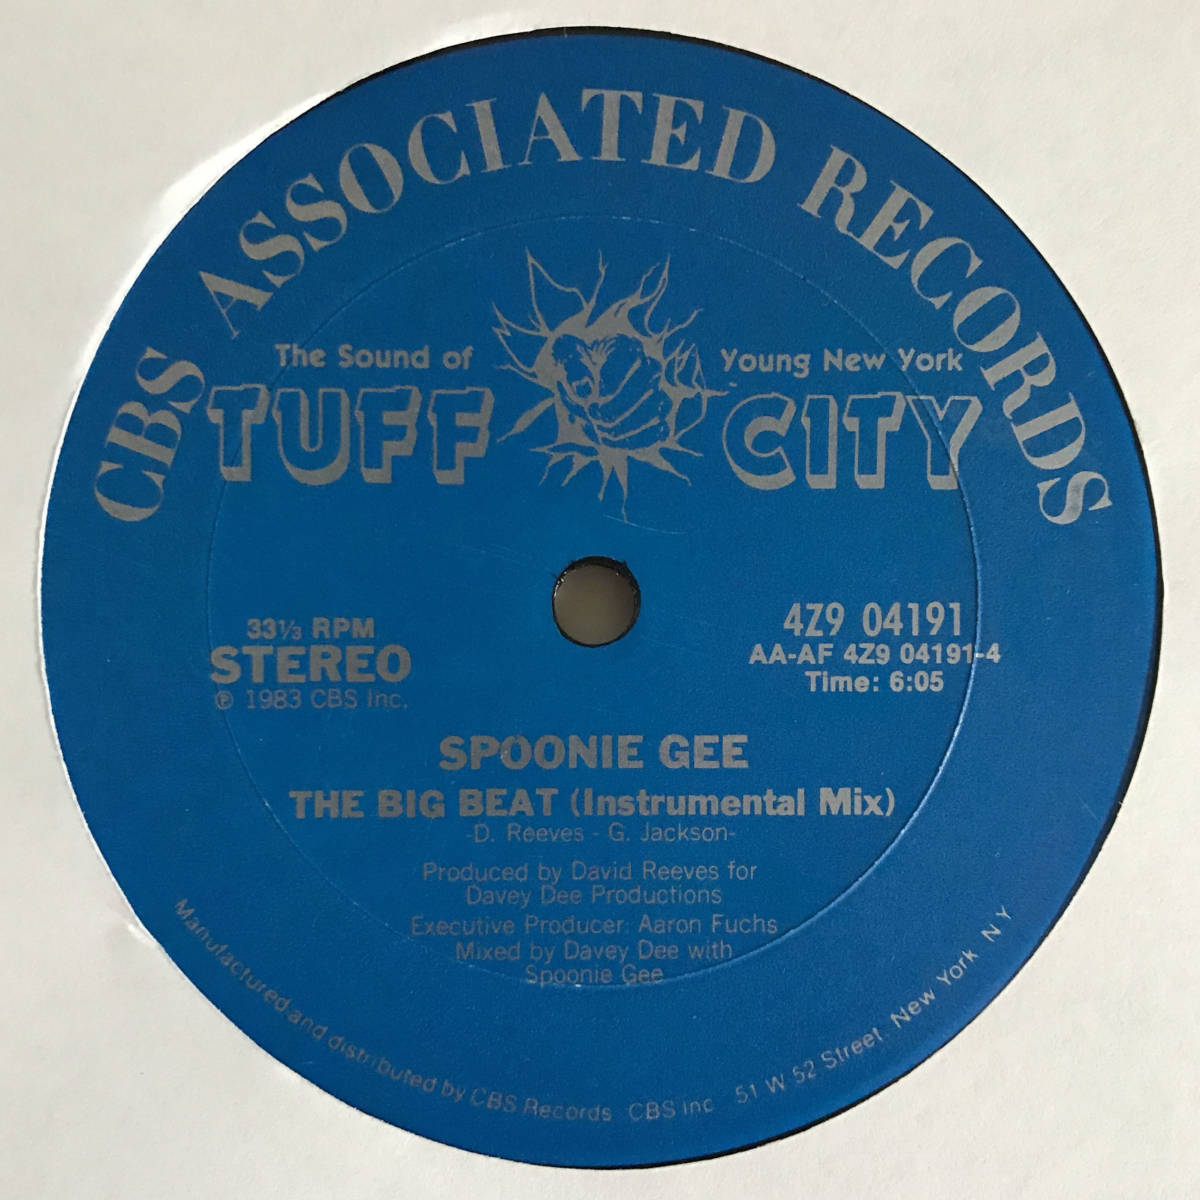 CBS ASSOCIATED RECORDS
The Sound of Young New York
TUFF CITY
33⅓ RPM
STEREO
℗ 1983 CBS Inc.
4Z9 04191
AA-AF 4Z9 04191-4
Time: 6:05
SPOONIE GEE
THE BIG BEAT (Instrumental Mix)
-D. Reeves - G. Jackson-
Produced by David Reeves for
Davey Dee Productions
Executive Producer: Aaron Fuchs
Mixed by Davey Dee with
Spoonie Gee
Manufactured and distributed by CBS Records CBS Inc 51 W 52 Street, New York N Y